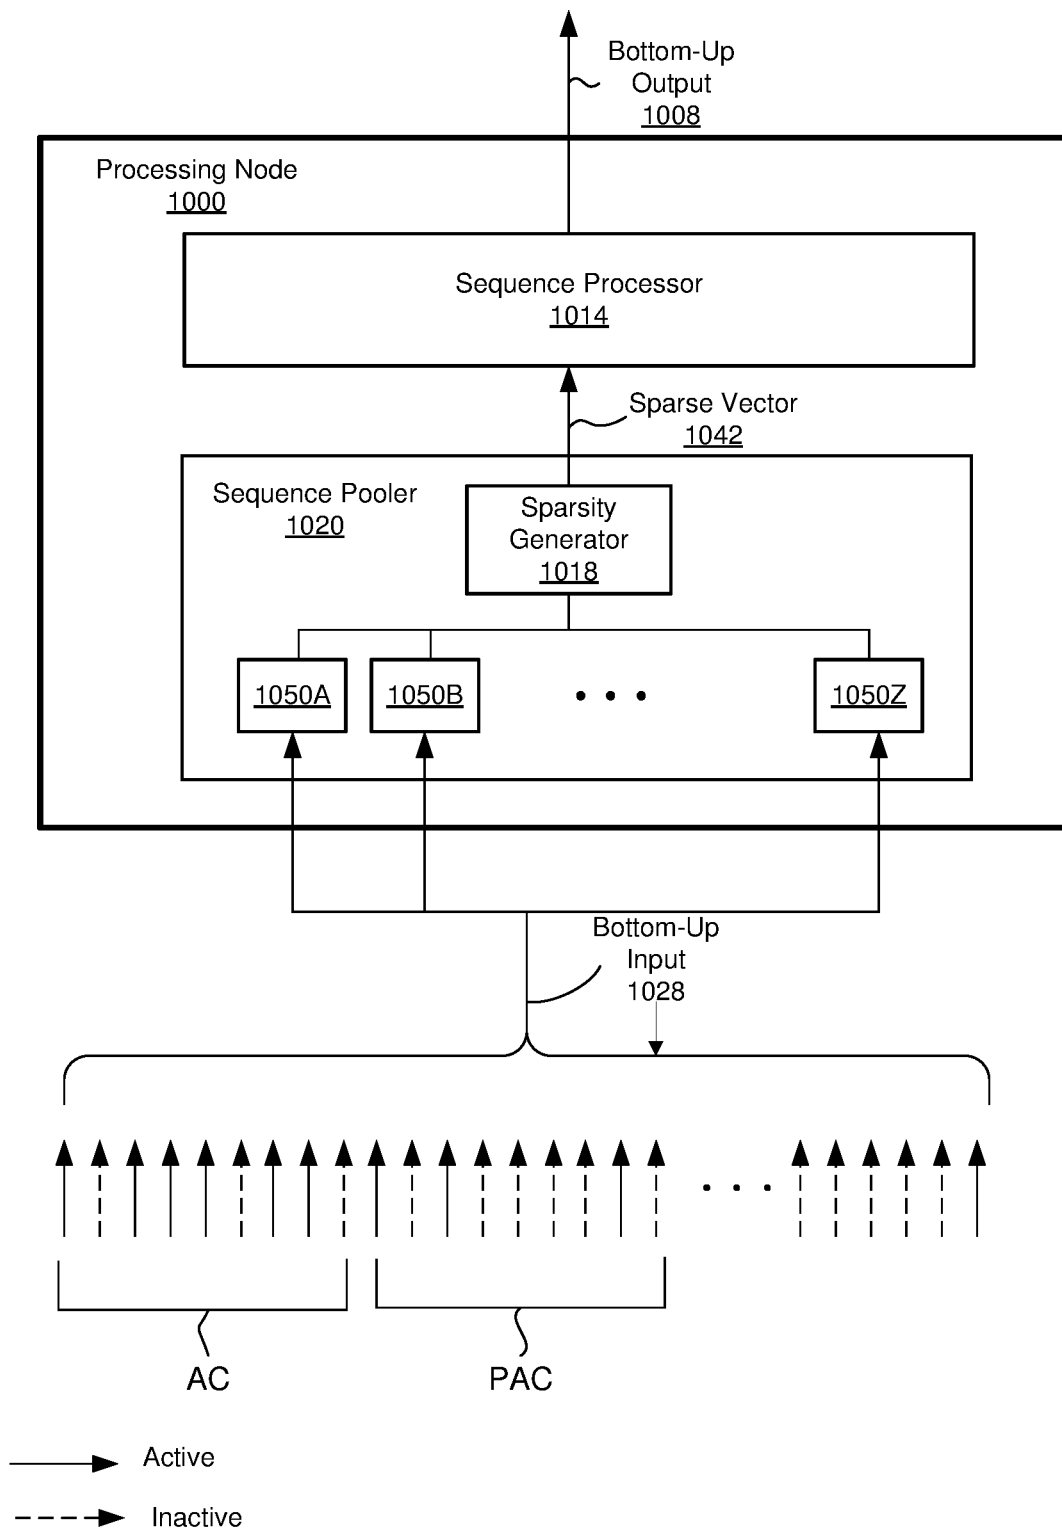 Bottom-Up
Output
1008
Processing Node
1000
Sequence Processor
1014
Sparse Vector
1042
Sequence Pooler
1020
Sparsity
Generator
1018
1050A
1050B
1050Z
Bottom-Up
Input
1028
AC
PAC
Active
Inactive